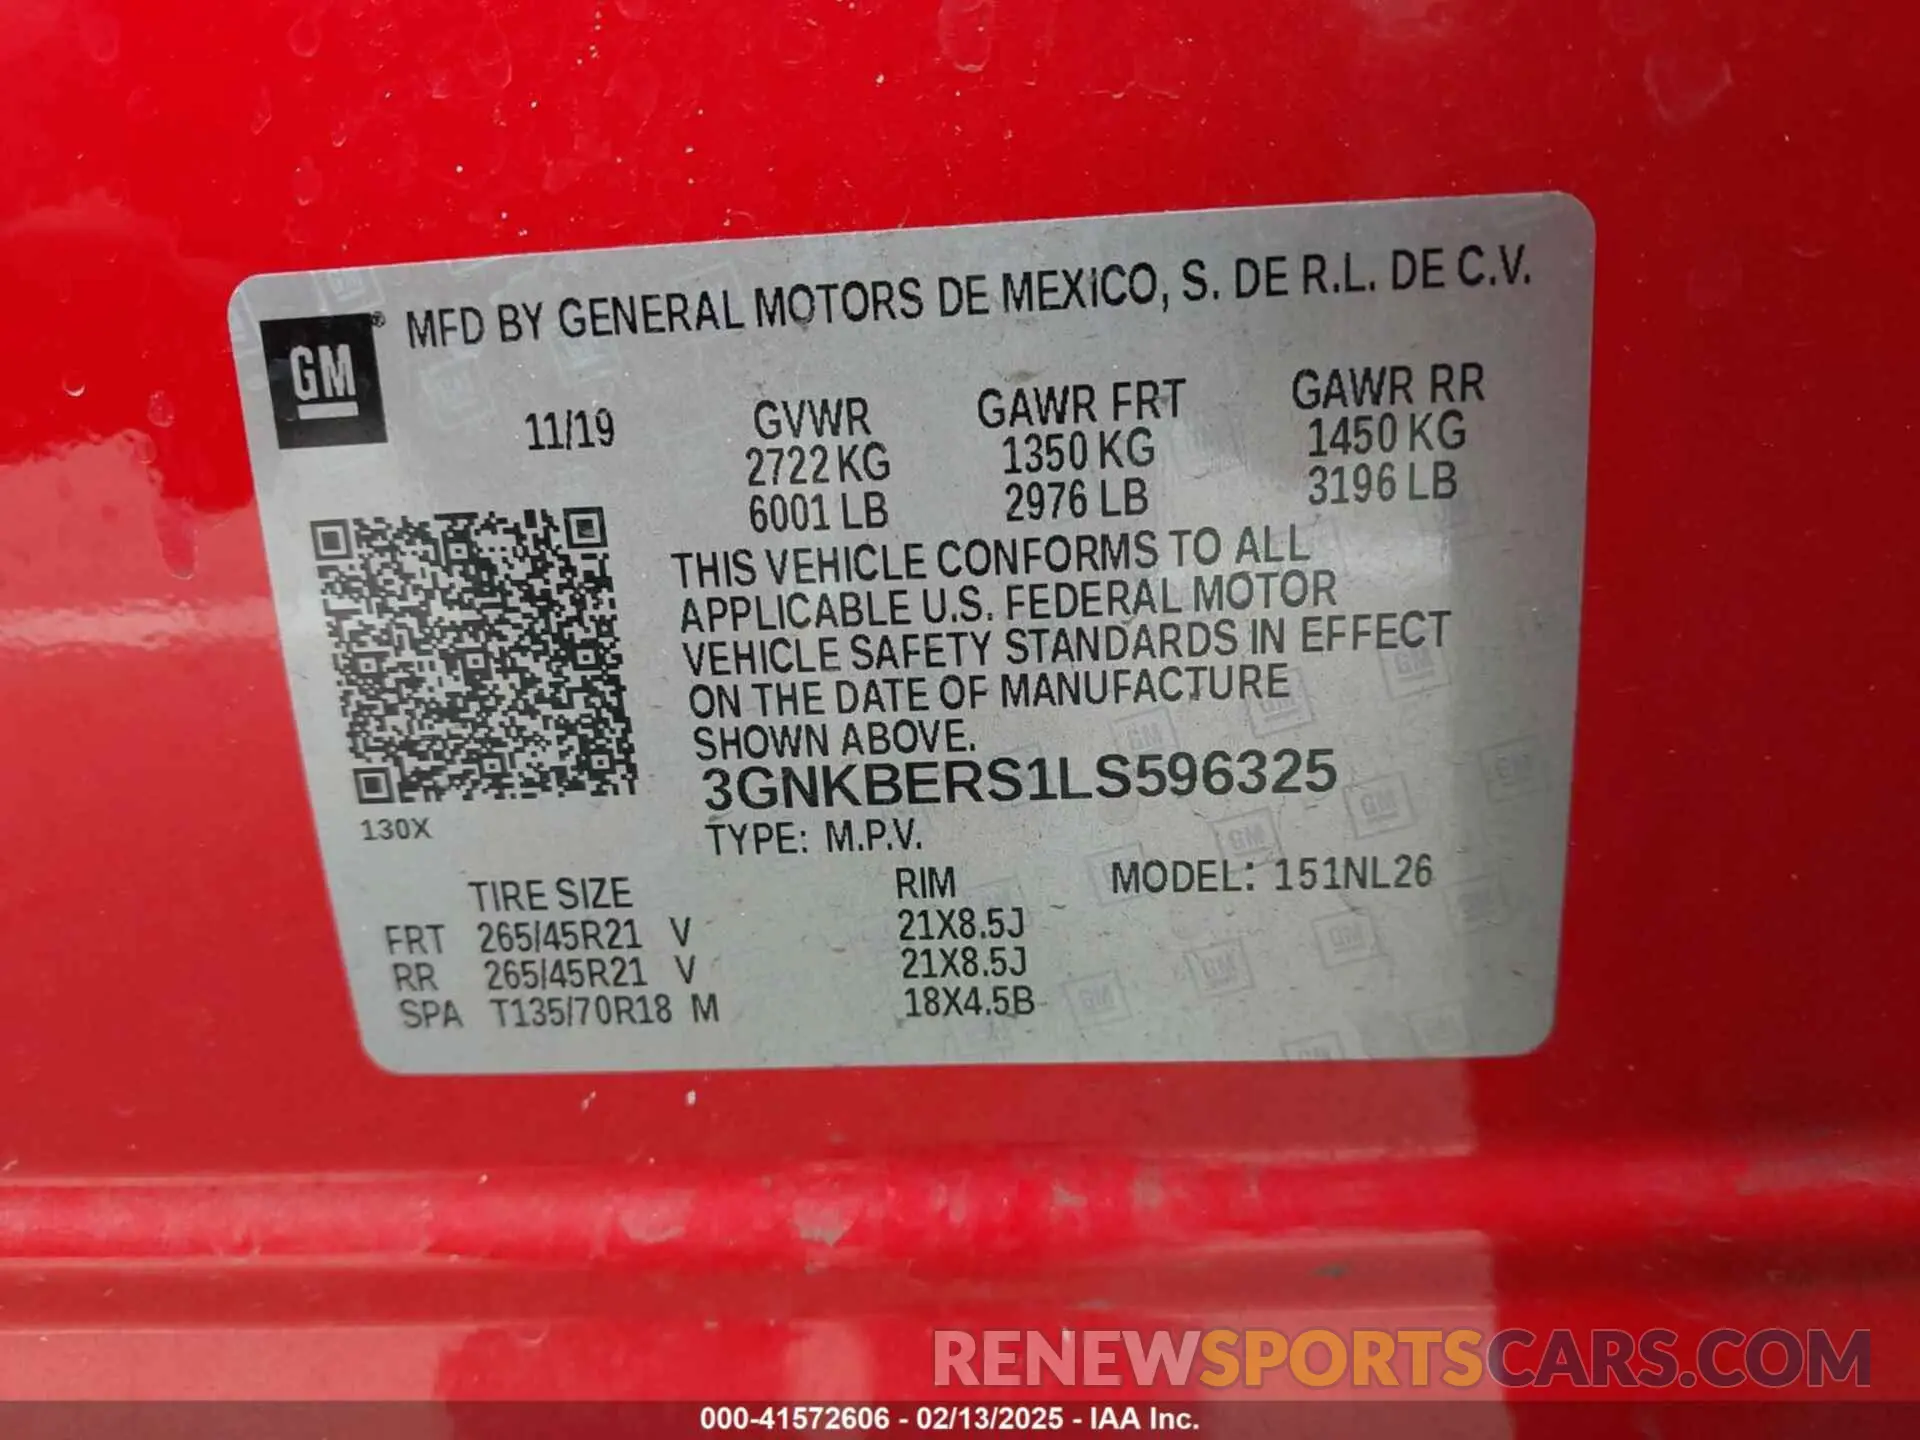 MFD BY GENERAL MOTORS DE MEXICO, S. DE R.L. DE C.V.
GM®
11/19
GVWR GAWR FRT GAWR RR
2722 KG 1350 KG 1450 KG
6001 LB 2976 LB 3196 LB
THIS VEHICLE CONFORMS TO ALL
APPLICABLE U.S. FEDERAL MOTOR
VEHICLE SAFETY STANDARDS IN EFFECT
ON THE DATE OF MANUFACTURE
SHOWN ABOVE.
3GNKBERS1LS596325
130X
TYPE: M.P.V.
TIRE SIZE RIM MODEL: 151NL26
FRT 265/45R21 V 21X8.5J
RR 265/45R21 V 21X8.5J
SPA T135/70R18 M 18X4.5B
RENEWSPORTSCARS.COM
000-41572606 - 02/13/2025 - IAA Inc.